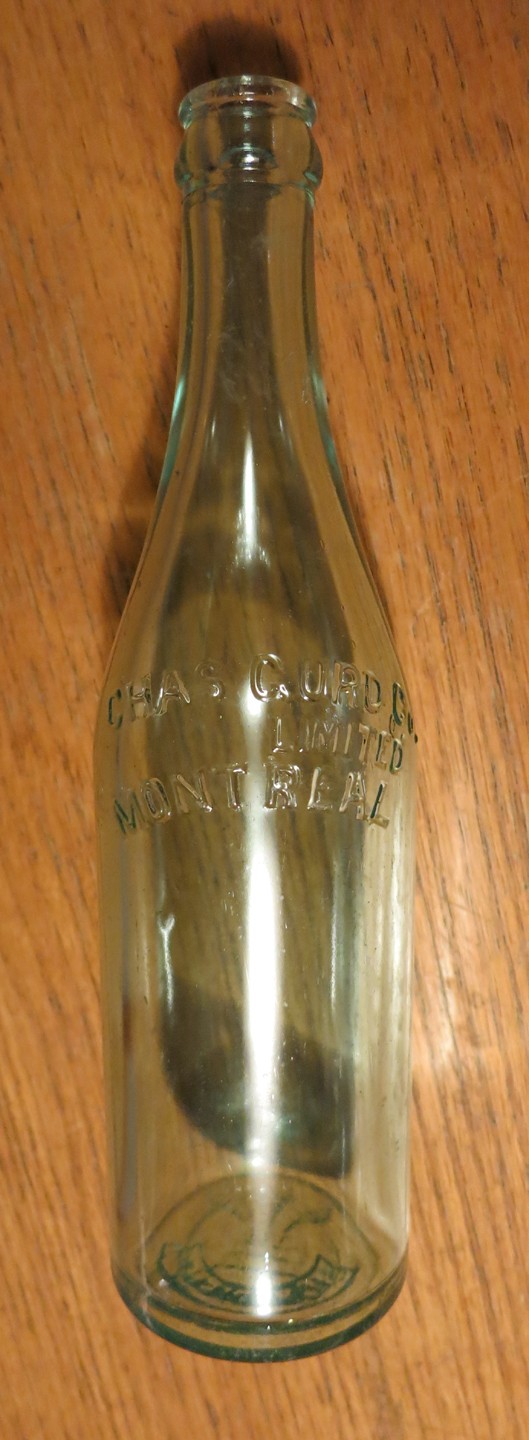 CHAS GURD Co.
LIMITED
MONTREAL